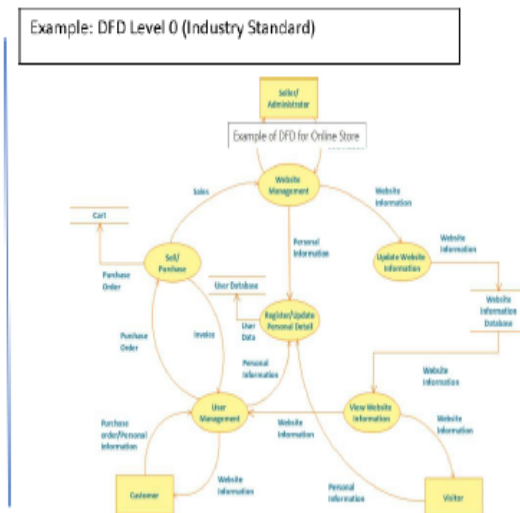 Example: DFD Level 0 (Industry Standard)
Seller/
Administrator
Example of DFD for Online Store
Website
Management
Sales
Website
Information
Cart
Personal
Information
Website
Information
Sell/
Purchase
Update Website
Information
Purchase
Order
User Database
Website
Information
Database
Register/Update
Personal Detail
User
Data
Purchase
Order
Invoice
Personal
Information
Website
Information
User
Management
View Website
Information
Website
Information
Website
Information
Purchase
order/Personal
Information
Website
Information
Personal
Information
Customer
Visitor